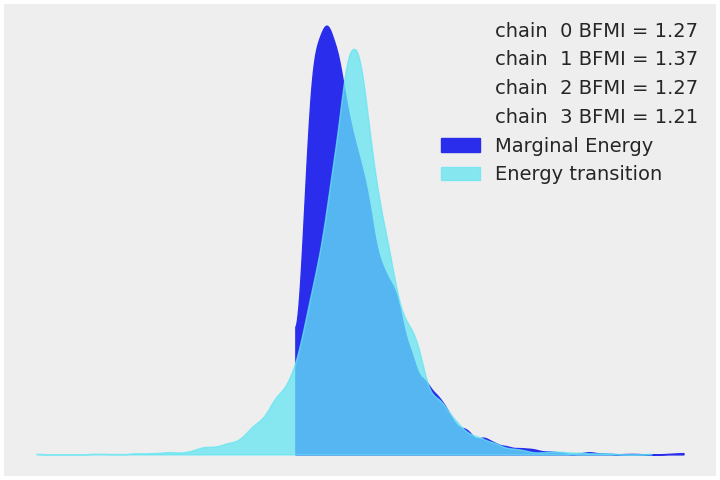 chain  0 BFMI = 1.27
chain  1 BFMI = 1.37
chain  2 BFMI = 1.27
chain  3 BFMI = 1.21
Marginal Energy
Energy transition